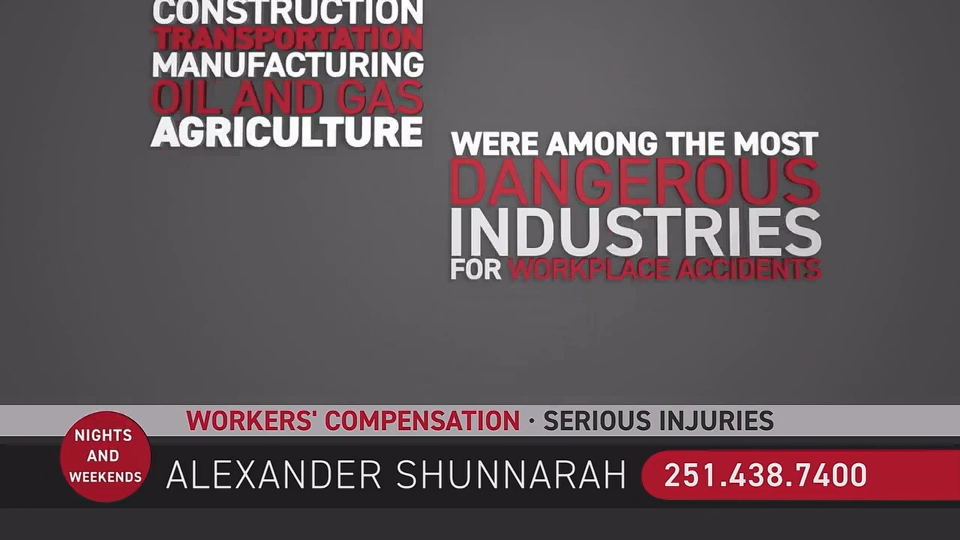 CONSTRUCTION
TRANSPORTATION
MANUFACTURING
OIL AND GAS
AGRICULTURE
WERE AMONG THE MOST
DANGEROUS
INDUSTRIES
FOR WORKPLACE ACCIDENTS
WORKERS' COMPENSATION · SERIOUS INJURIES
NIGHTS
AND
WEEKENDS
ALEXANDER SHUNNARAH
251.438.7400